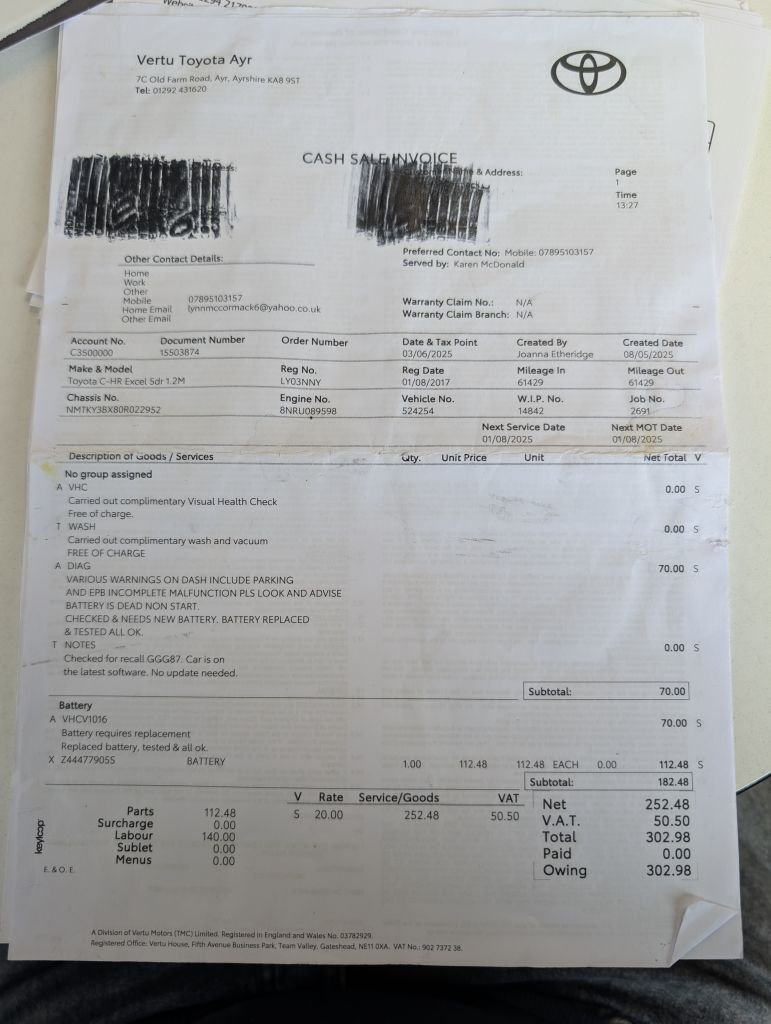 Vertu Toyota Ayr
7C Old Farm Road, Ayr, Ayrshire KA8 9ST
Tel: 01292 431620
CASH SALE INVOICE
& Address:
Page
1
Time
13:27
Preferred Contact No: Mobile: 07895103157
Served by: Karen McDonald
Other Contact Details:
Home
Work
Other
Mobile 07895103157
Home Email lynnmccormack6@yahoo.co.uk
Other Email
Warranty Claim No.: N/A
Warranty Claim Branch: N/A
Account No. Document Number Order Number Date & Tax Point Created By Created Date
C3500000 15503874 03/06/2025 Joanna Etheridge 08/05/2025
Make & Model Reg No. Reg Date Mileage In Mileage Out
Toyota C-HR Excel 5dr 1.2M LY03NNY 01/08/2017 61429 61429
Chassis No. Engine No. Vehicle No. W.I.P. No. Job No.
NMTKY3BX80R022952 8NRU089598 524254 14842 2691
Next Service Date Next MOT Date
01/08/2025 01/08/2025
Description of Goods / Services Qty. Unit Price Unit Net Total V
No group assigned
A VHC 0.00 S
Carried out complimentary Visual Health Check
Free of charge.
T WASH 0.00 S
Carried out complimentary wash and vacuum
FREE OF CHARGE
A DIAG 70.00 S
VARIOUS WARNINGS ON DASH INCLUDE PARKING
AND EPB INCOMPLETE MALFUNCTION PLS LOOK AND ADVISE
BATTERY IS DEAD NON START.
CHECKED & NEEDS NEW BATTERY. BATTERY REPLACED
& TESTED ALL OK.
T NOTES 0.00 S
Checked for recall GGG87. Car is on
the latest software. No update needed.
Subtotal: 70.00
Battery
A VHCV1016 70.00 S
Battery requires replacement
Replaced battery, tested & all ok.
X Z44477905S BATTERY 1.00 112.48 112.48 EACH 0.00 112.48 S
Subtotal: 182.48
Parts 112.48
Surcharge 0.00
Labour 140.00
Sublet 0.00
Menus 0.00
V Rate Service/Goods VAT
S 20.00 252.48 50.50
Net 252.48
V.A.T. 50.50
Total 302.98
Paid 0.00
Owing 302.98
keyloop
E. & O. E.
A Division of Vertu Motors (TMC) Limited. Registered in England and Wales No. 03782929.
Registered Office: Vertu House, Fifth Avenue Business Park, Team Valley, Gateshead, NE11 0XA. VAT No.: 902 7372 38.